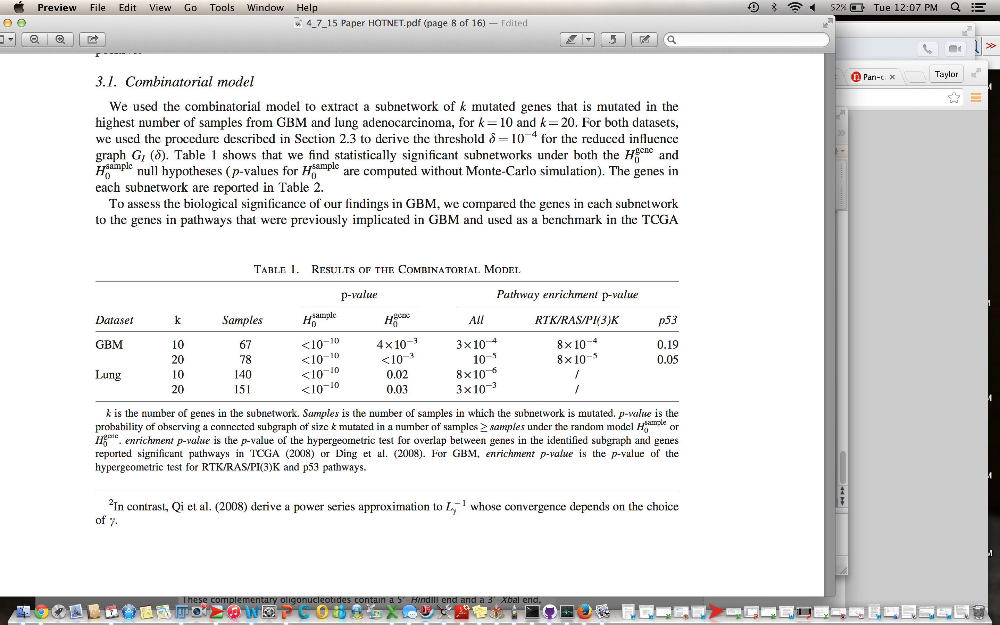 Preview File Edit View Go Tools Window Help 52% Tue 12:07 PM
4_7_15 Paper HOTNET.pdf (page 8 of 16) — Edited
Pan-c
Taylor
3.1. Combinatorial model
We used the combinatorial model to extract a subnetwork of k mutated genes that is mutated in the
highest number of samples from GBM and lung adenocarcinoma, for k = 10 and k = 20. For both datasets,
we used the procedure described in Section 2.3 to derive the threshold δ = 10⁻⁴ for the reduced influence
graph G_I (δ). Table 1 shows that we find statistically significant subnetworks under both the H_0^gene and
H_0^sample null hypotheses (p-values for H_0^sample are computed without Monte-Carlo simulation). The genes in
each subnetwork are reported in Table 2.
To assess the biological significance of our findings in GBM, we compared the genes in each subnetwork
to the genes in pathways that were previously implicated in GBM and used as a benchmark in the TCGA
Table 1. Results of the Combinatorial Model
p-value Pathway enrichment p-value
Dataset k Samples H_0^sample H_0^gene All RTK/RAS/PI(3)K p53
GBM 10 67 <10⁻¹⁰ 4×10⁻³ 3×10⁻⁴ 8×10⁻⁴ 0.19
20 78 <10⁻¹⁰ <10⁻³ 10⁻⁵ 8×10⁻⁵ 0.05
Lung 10 140 <10⁻¹⁰ 0.02 8×10⁻⁶ /
20 151 <10⁻¹⁰ 0.03 3×10⁻³ /
k is the number of genes in the subnetwork. Samples is the number of samples in which the subnetwork is mutated. p-value is the
probability of observing a connected subgraph of size k mutated in a number of samples ≥ samples under the random model H_0^sample or
H_0^gene. enrichment p-value is the p-value of the hypergeometric test for overlap between genes in the identified subgraph and genes
reported significant pathways in TCGA (2008) or Ding et al. (2008). For GBM, enrichment p-value is the p-value of the
hypergeometric test for RTK/RAS/PI(3)K and p53 pathways.
²In contrast, Qi et al. (2008) derive a power series approximation to L_γ⁻¹ whose convergence depends on the choice
of γ.
These complementary oligonucleotides contain a 5'-HindIII end and a 3'-XbaI end,